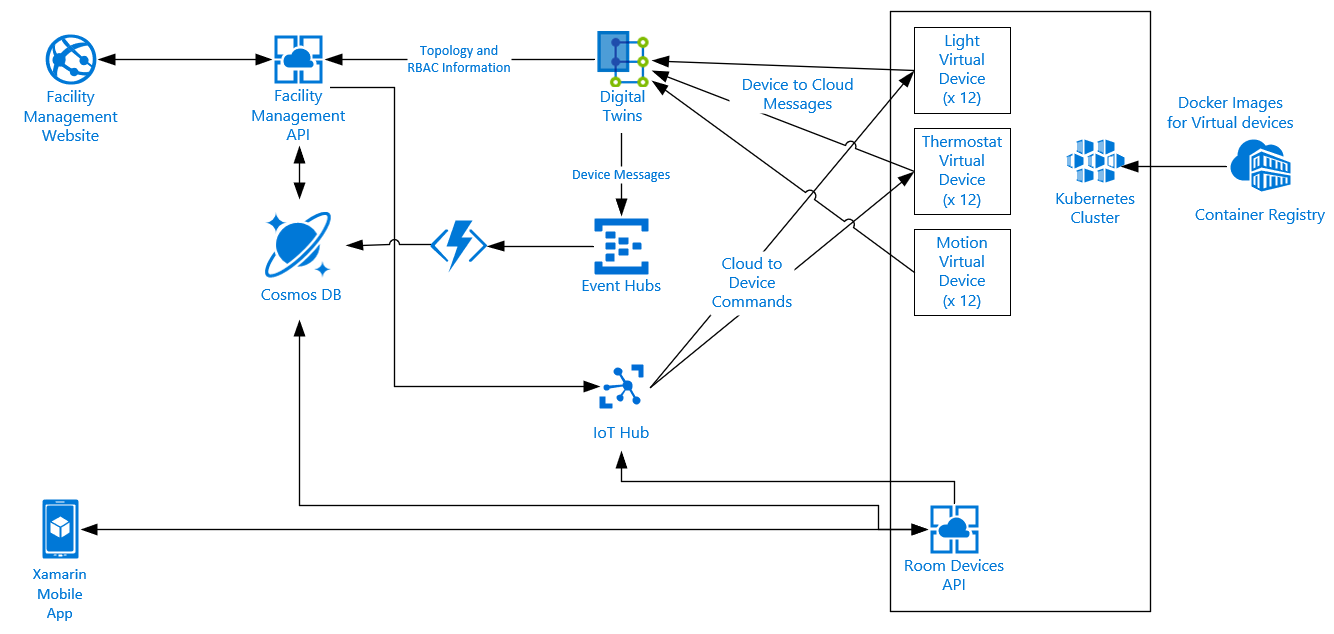 Facility
Management
Website
Facility
Management
API
Topology and
RBAC Information
Digital
Twins
Device to Cloud
Messages
Light
Virtual
Device
(x 12)
Thermostat
Virtual
Device
(x 12)
Motion
Virtual
Device
(x 12)
Kubernetes
Cluster
Docker Images
for Virtual devices
Container Registry
Device Messages
Cosmos DB
Event Hubs
Cloud to
Device
Commands
IoT Hub
Xamarin
Mobile
App
Room Devices
API